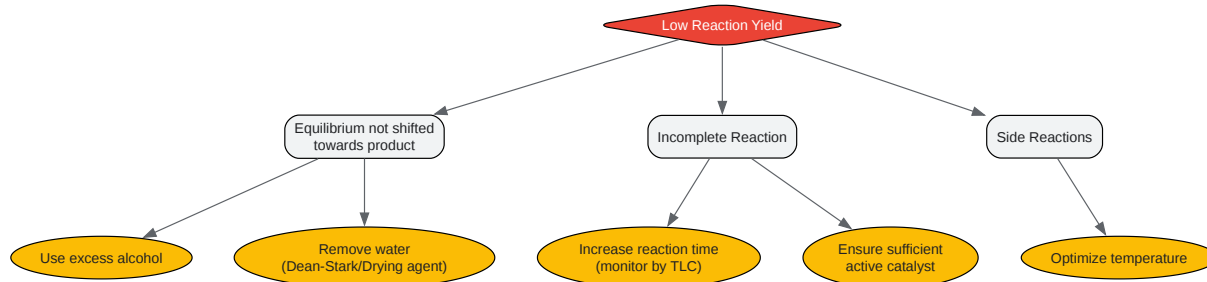 Low Reaction Yield
Equilibrium not shifted
towards product
Incomplete Reaction
Side Reactions
Use excess alcohol
Remove water
(Dean-Stark/Drying agent)
Increase reaction time
(monitor by TLC)
Ensure sufficient
active catalyst
Optimize temperature